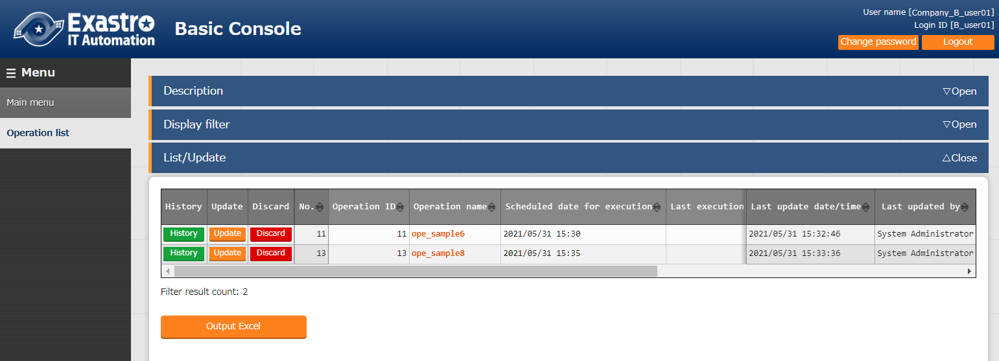 Exastro
IT Automation
Basic Console
User name [Company_B_user01]
Login ID [B_user01]
Change password Logout
Menu
Main menu
Operation list
Description ▽Open
Display filter ▽Open
List/Update △Close
History Update Discard No. Operation ID Operation name Scheduled date for execution Last execution Last update date/time Last updated by
History Update Discard 11 11 ope_sample6 2021/05/31 15:30 2021/05/31 15:32:46 System Administrator
History Update Discard 13 13 ope_sample8 2021/05/31 15:35 2021/05/31 15:33:36 System Administrator
Filter result count: 2
Output Excel